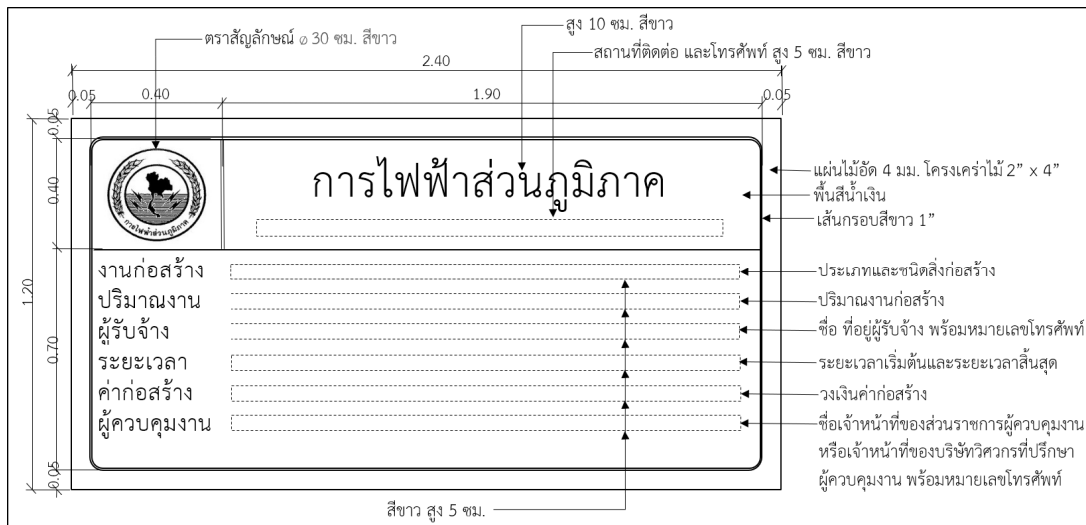 สูง 10 ซม. สีขาว
ตราสัญลักษณ์ ⌀ 30 ซม. สีขาว
สถานที่ติดต่อ และโทรศัพท์ สูง 5 ซม. สีขาว
2.40
0.05 0.40 1.90 0.05
0.05
0.40
1.20
0.70
0.05
การไฟฟ้าส่วนภูมิภาค
การไฟฟ้าส่วนภูมิภาค
แผ่นไม้อัด 4 มม. โครงเคร่าไม้ 2” x 4”
พื้นสีน้ำเงิน
เส้นกรอบสีขาว 1”
งานก่อสร้าง
ประเภทและชนิดสิ่งก่อสร้าง
ปริมาณงาน
ปริมาณงานก่อสร้าง
ผู้รับจ้าง
ชื่อ ที่อยู่ผู้รับจ้าง พร้อมหมายเลขโทรศัพท์
ระยะเวลา
ระยะเวลาเริ่มต้นและระยะเวลาสิ้นสุด
ค่าก่อสร้าง
วงเงินค่าก่อสร้าง
ผู้ควบคุมงาน
ชื่อเจ้าหน้าที่ของส่วนราชการผู้ควบคุมงาน
หรือเจ้าหน้าที่ของบริษัทวิศวกรที่ปรึกษา
ผู้ควบคุมงาน พร้อมหมายเลขโทรศัพท์
สีขาว สูง 5 ซม.